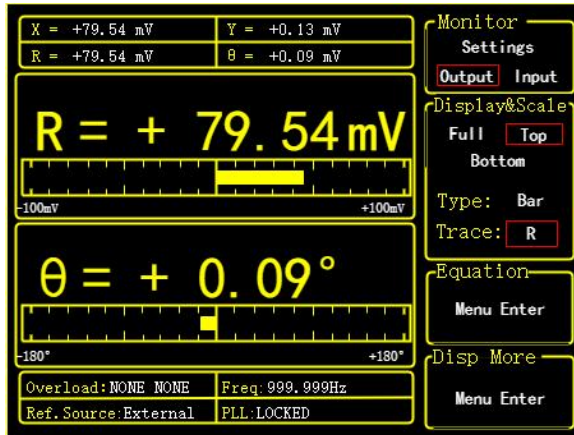 X = +79.54 mV Y = +0.13 mV
R = +79.54 mV θ = +0.09 mV
R = + 79.54 mV
-100mV +100mV
θ = + 0.09°
-180° +180°
Overload:NONE NONE Freq:999.999Hz
Ref.Source:External PLL:LOCKED
Monitor
Settings
Output Input
Display&Scale
Full Top
Bottom
Type: Bar
Trace: R
Equation
Menu Enter
Disp More
Menu Enter